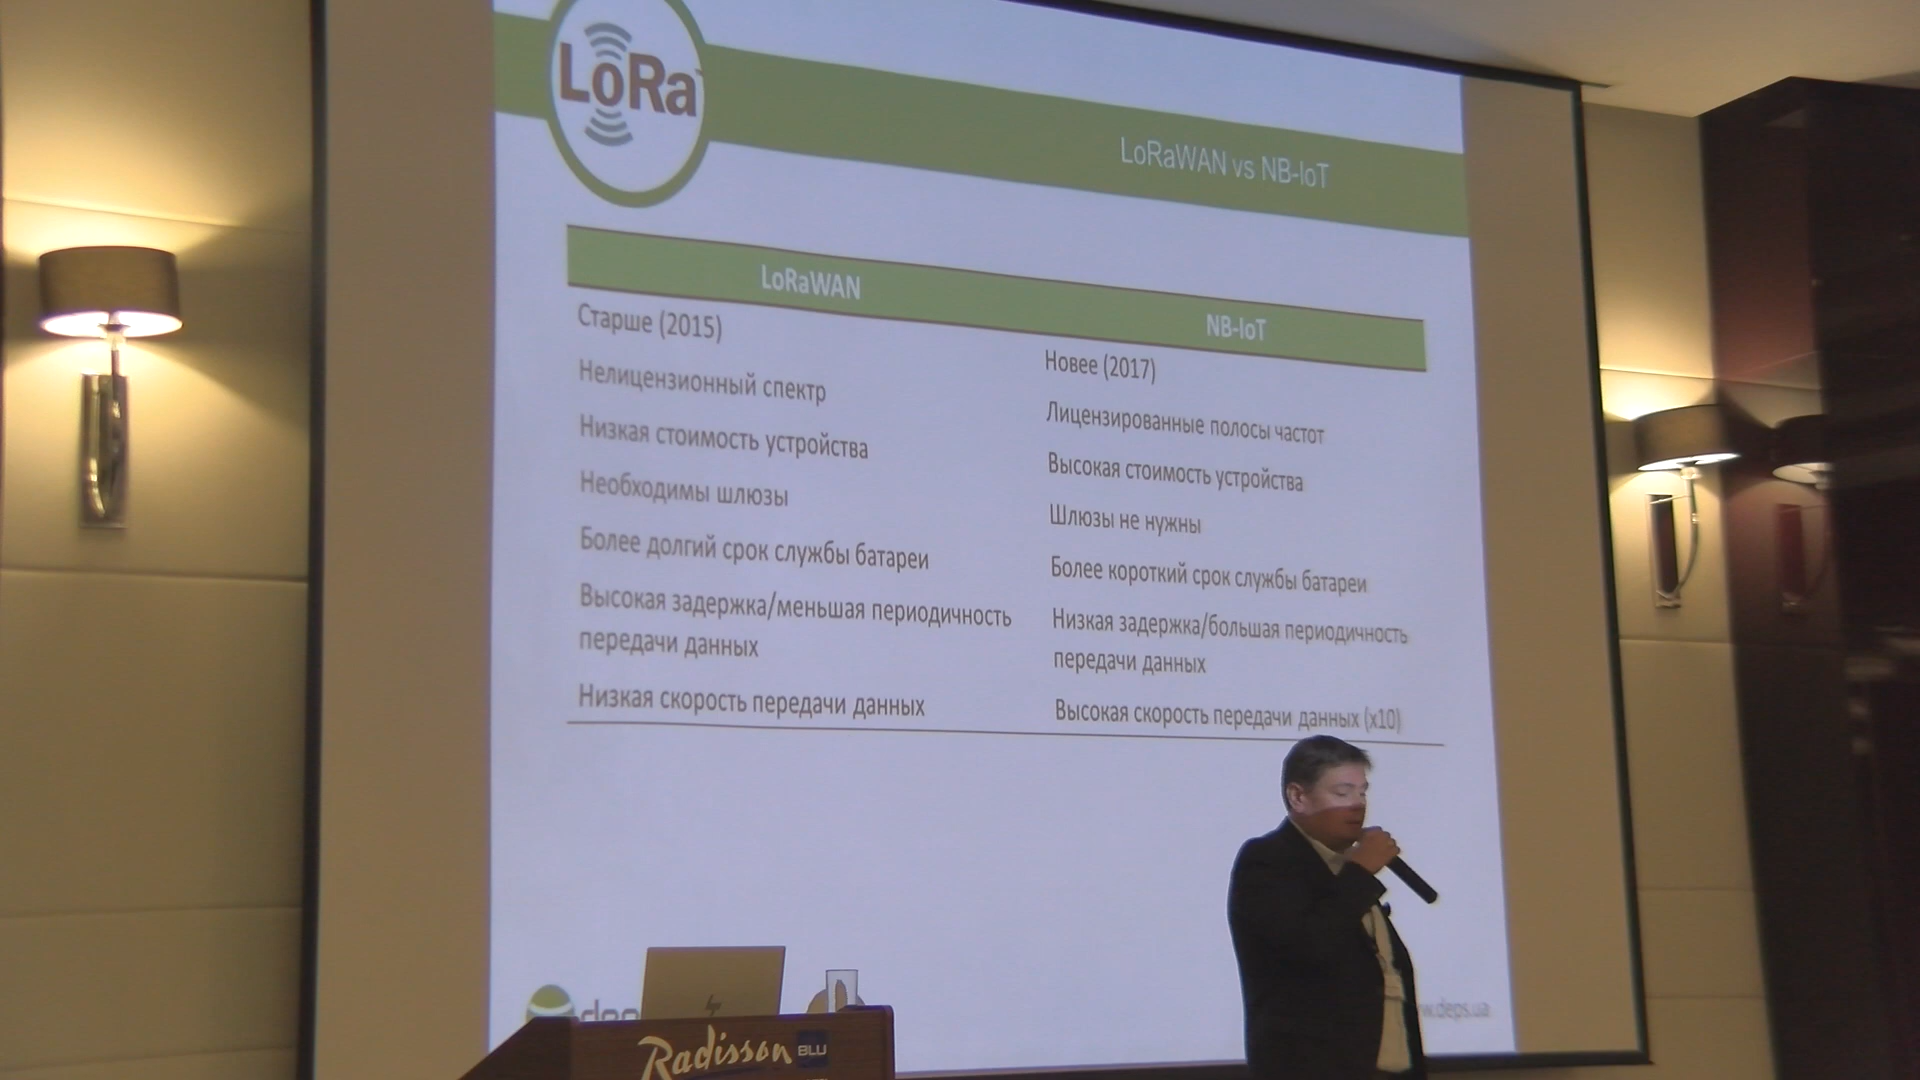 LoRa
LoRaWAN vs NB-IoT
LoRaWAN
NB-IoT
Старше (2015)
Новее (2017)
Нелицензионный спектр
Лицензированные полосы частот
Низкая стоимость устройства
Высокая стоимость устройства
Необходимы шлюзы
Шлюзы не нужны
Более долгий срок службы батареи
Более короткий срок службы батареи
Высокая задержка/меньшая периодичность
передачи данных
Низкая задержка/большая периодичность
передачи данных
Низкая скорость передачи данных
Высокая скорость передачи данных (x10)
deps
w.deps.ua
hp
Radisson BLU